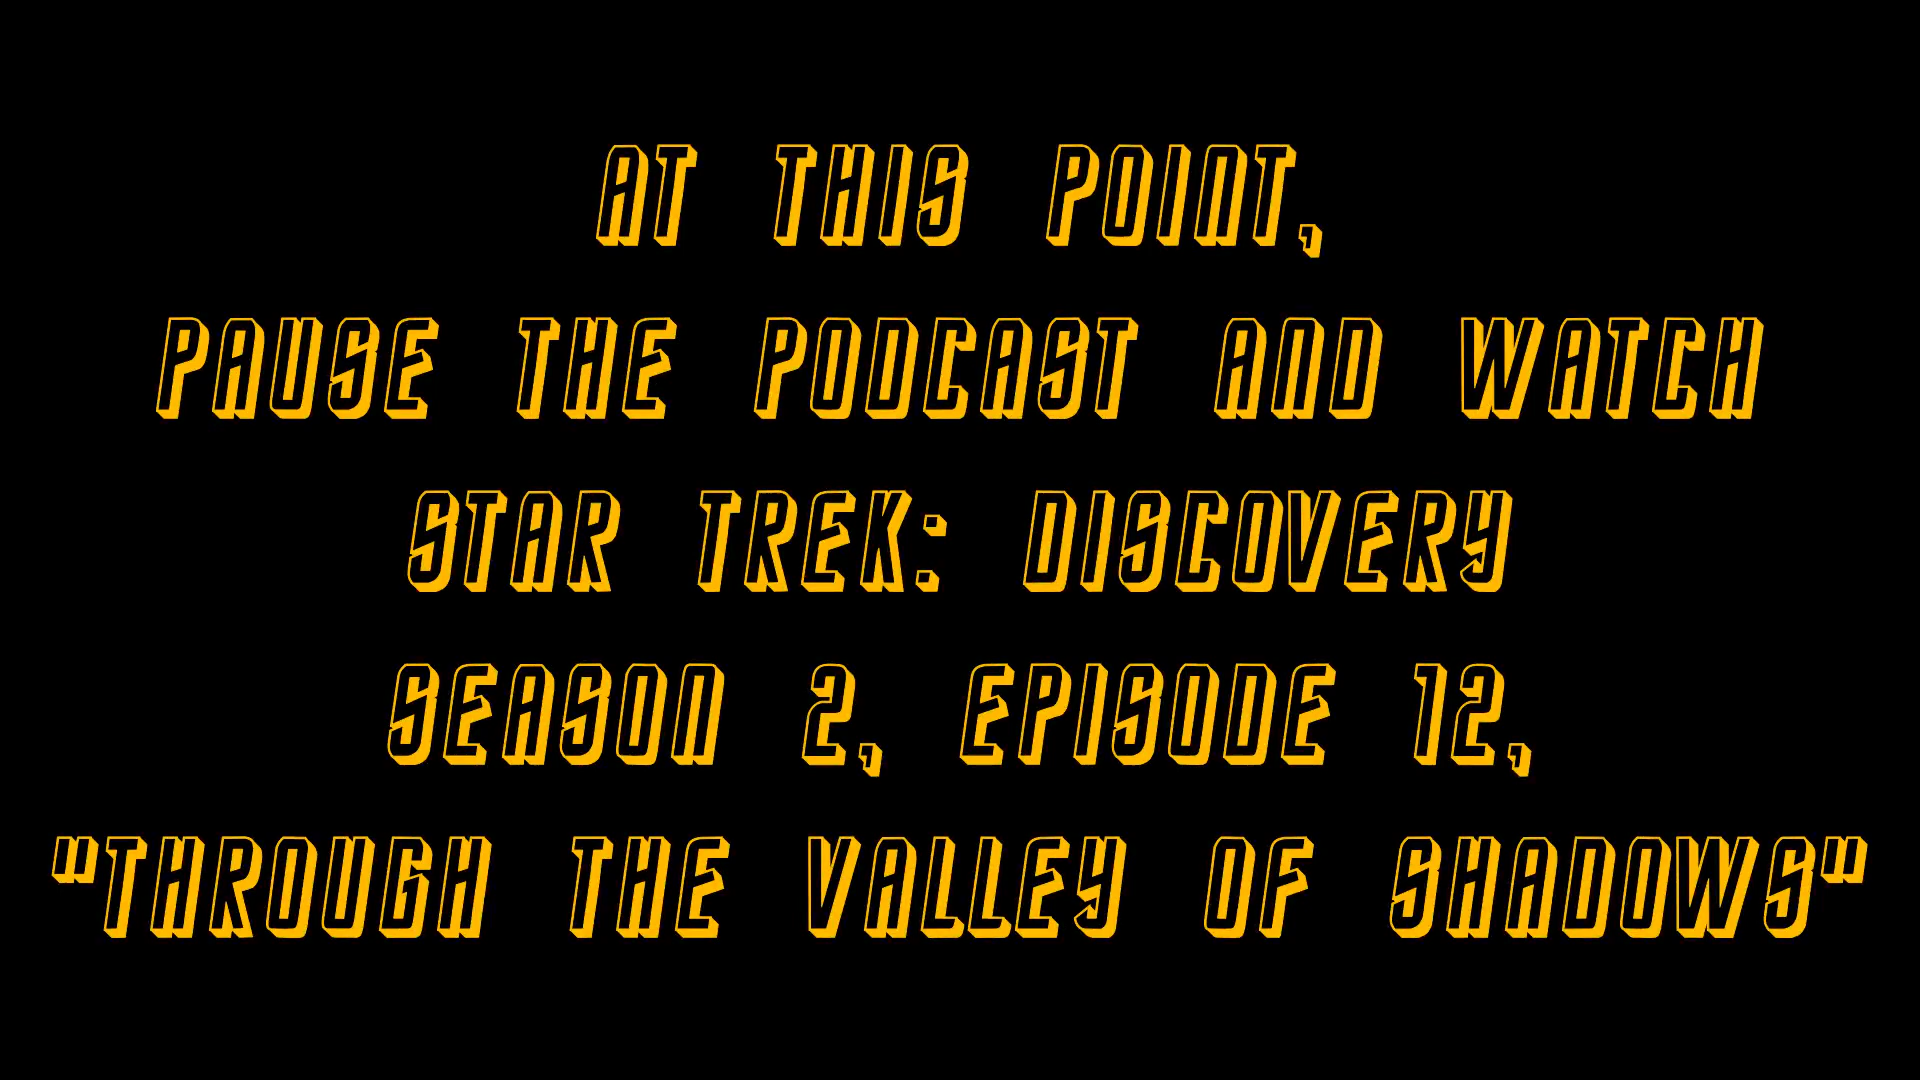 AT THIS POINT,
PAUSE THE PODCAST AND WATCH
STAR TREK: DISCOVERY
SEASON 2, EPISODE 12,
"THROUGH THE VALLEY OF SHADOWS"